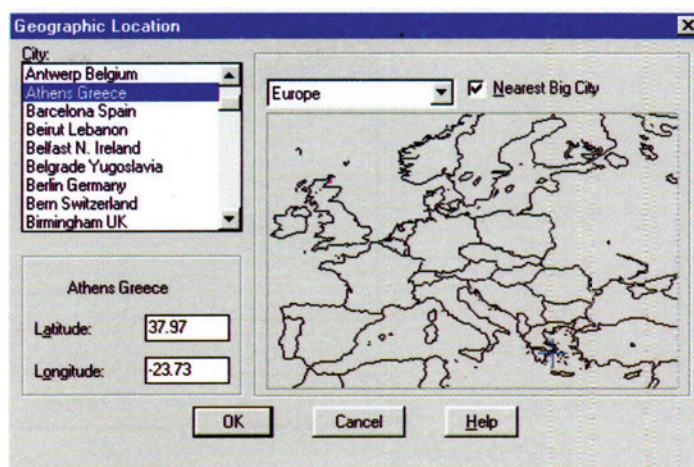 Geographic Location
City:
Antwerp Belgium
Athens Greece
Barcelona Spain
Beirut Lebanon
Belfast N. Ireland
Belgrade Yugoslavia
Berlin Germany
Bern Switzerland
Birmingham UK
Europe
Nearest Big City
Athens Greece
Latitude: 37.97
Longitude: -23.73
OK Cancel Help